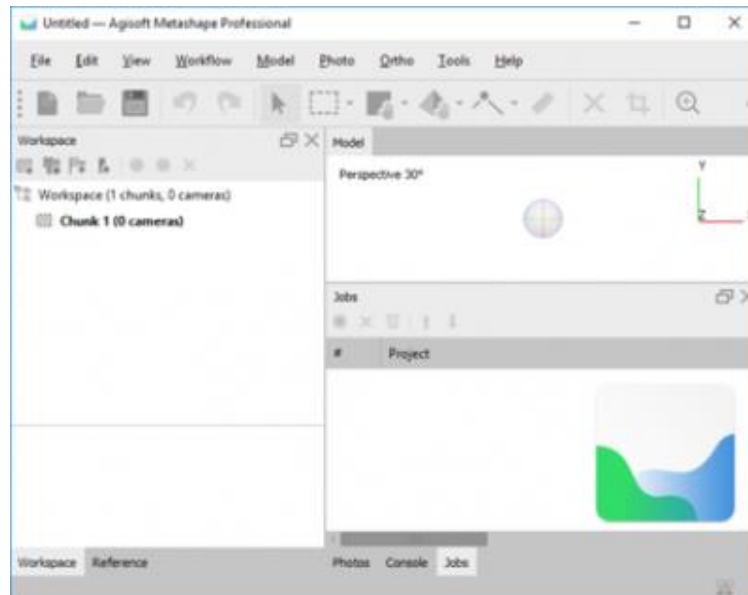 Untitled — Agisoft Metashape Professional
File Edit View Workflow Model Photo Ortho Tools Help
Workspace
Model
Workspace (1 chunks, 0 cameras)
Chunk 1 (0 cameras)
Perspective 30°
Y
Z
Jobs
# Project
Workspace Reference
Photos Console Jobs